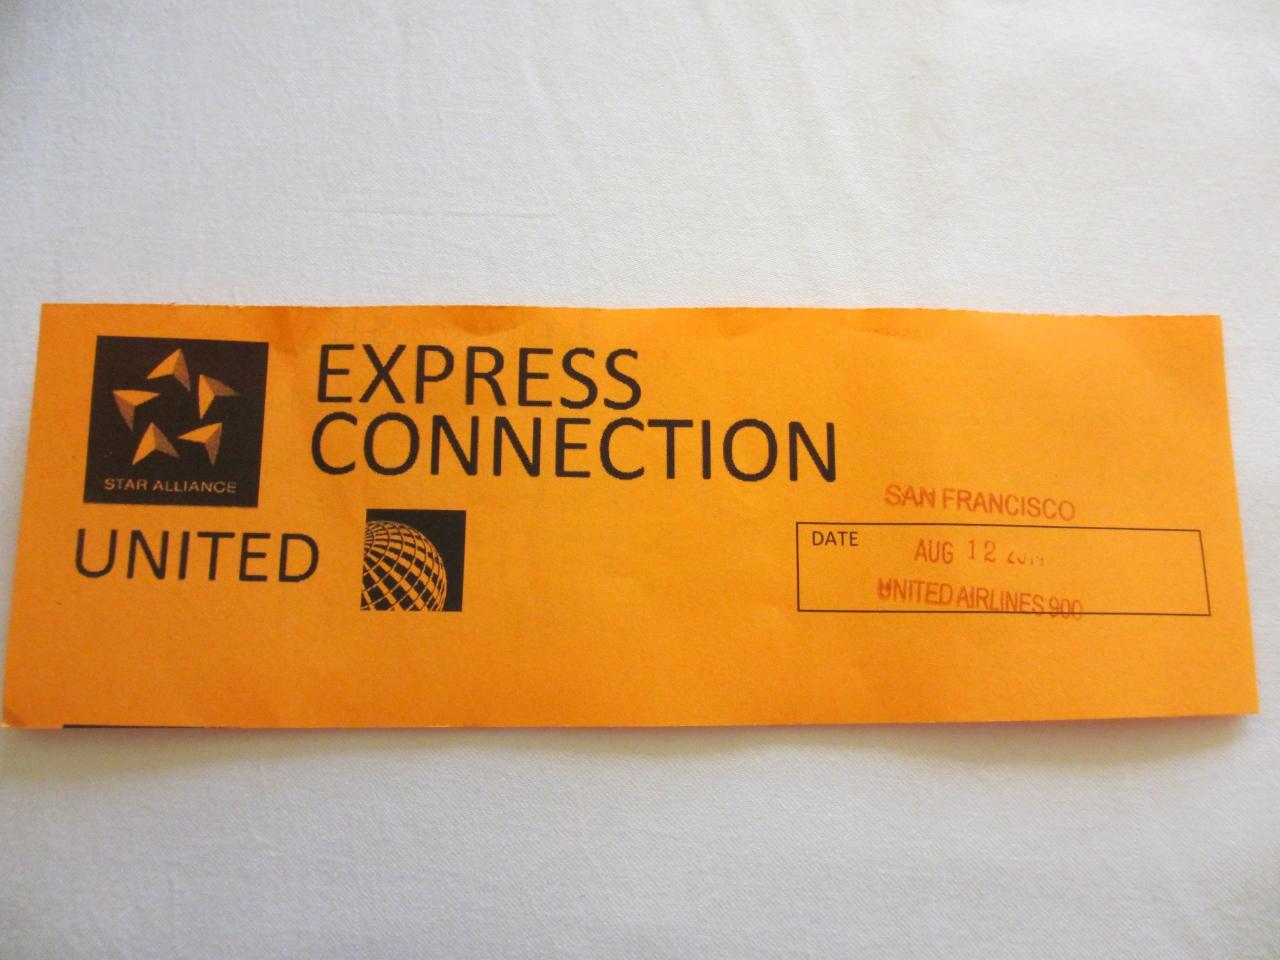 STAR ALLIANCE
EXPRESS
CONNECTION
UNITED
SAN FRANCISCO
DATE
AUG 12
UNITED AIRLINES 900